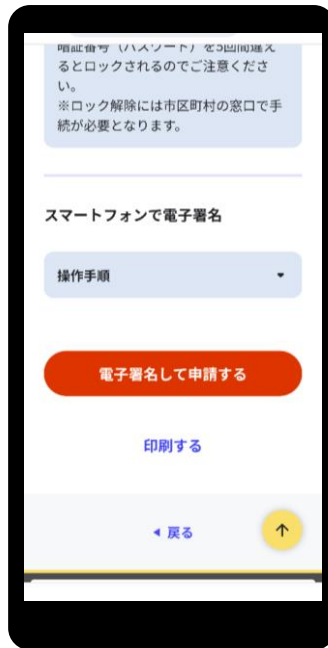 暗証番号（パスワード）を5回間違え
るとロックされるのでご注意くださ
い。
※ロック解除には市区町村の窓口で手
続が必要となります。
スマートフォンで電子署名
操作手順
電子署名して申請する
印刷する
戻る